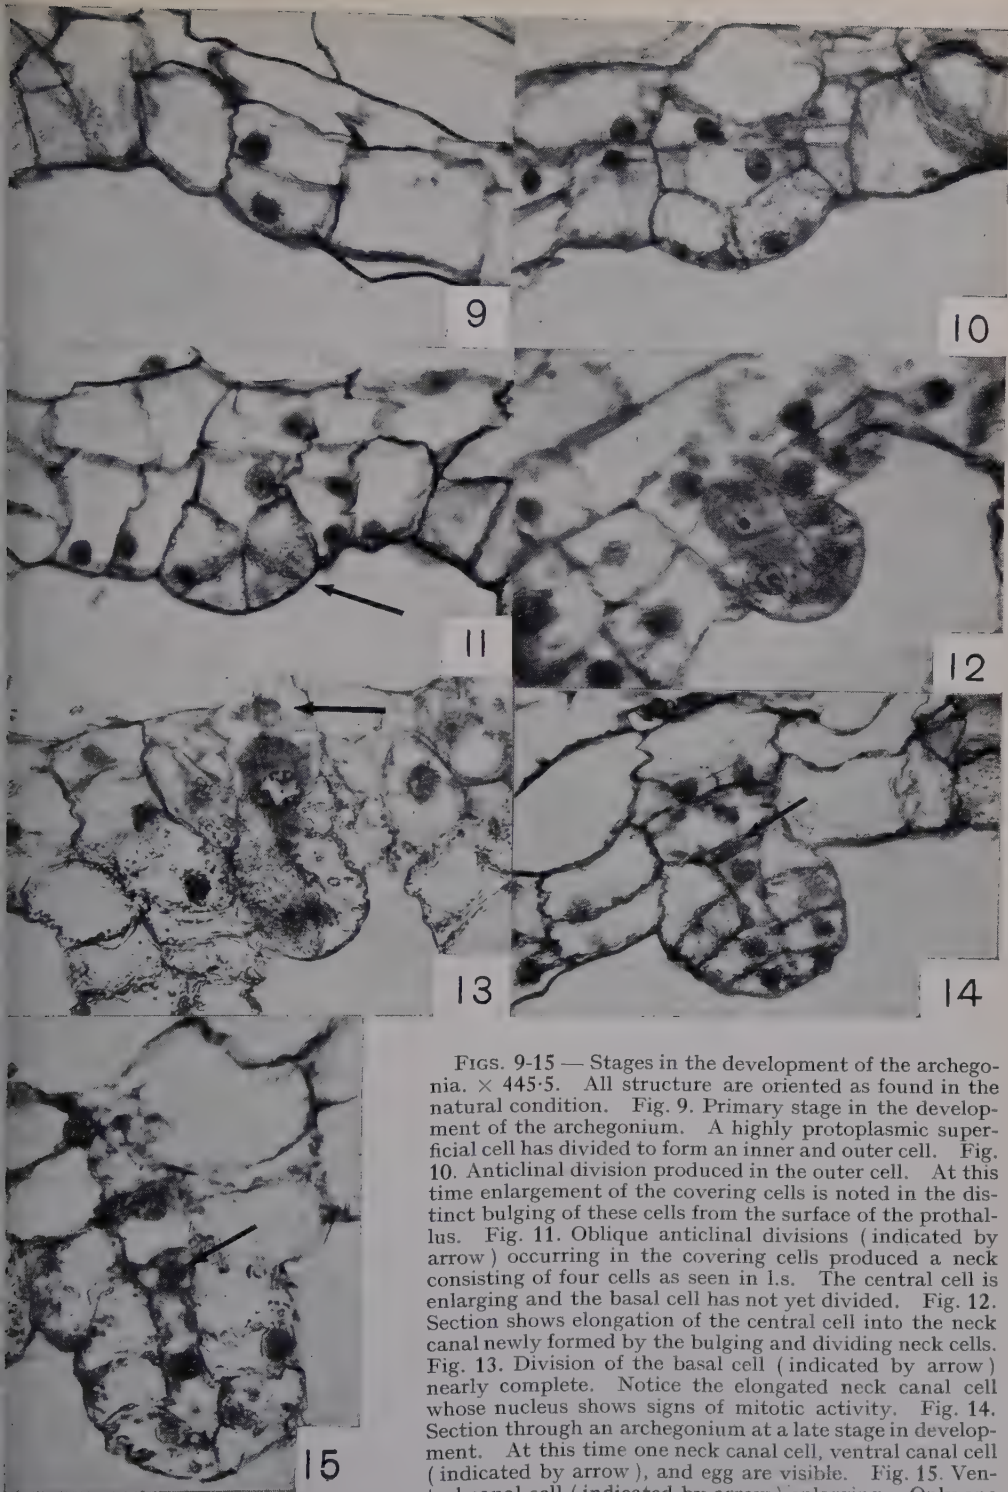 9
10
11
12
13
14
15
FIGS. 9-15 — Stages in the development of the archego-
nia. × 445·5. All structure are oriented as found in the
natural condition. Fig. 9. Primary stage in the develop-
ment of the archegonium. A highly protoplasmic super-
ficial cell has divided to form an inner and outer cell. Fig.
10. Anticlinal division produced in the outer cell. At this
time enlargement of the covering cells is noted in the dis-
tinct bulging of these cells from the surface of the prothal-
lus. Fig. 11. Oblique anticlinal divisions ( indicated by
arrow ) occurring in the covering cells produced a neck
consisting of four cells as seen in l.s. The central cell is
enlarging and the basal cell has not yet divided. Fig. 12.
Section shows elongation of the central cell into the neck
canal newly formed by the bulging and dividing neck cells.
Fig. 13. Division of the basal cell ( indicated by arrow )
nearly complete. Notice the elongated neck canal cell
whose nucleus shows signs of mitotic activity. Fig. 14.
Section through an archegonium at a late stage in develop-
ment. At this time one neck canal cell, ventral canal cell
( indicated by arrow ), and egg are visible. Fig. 15. Ven-